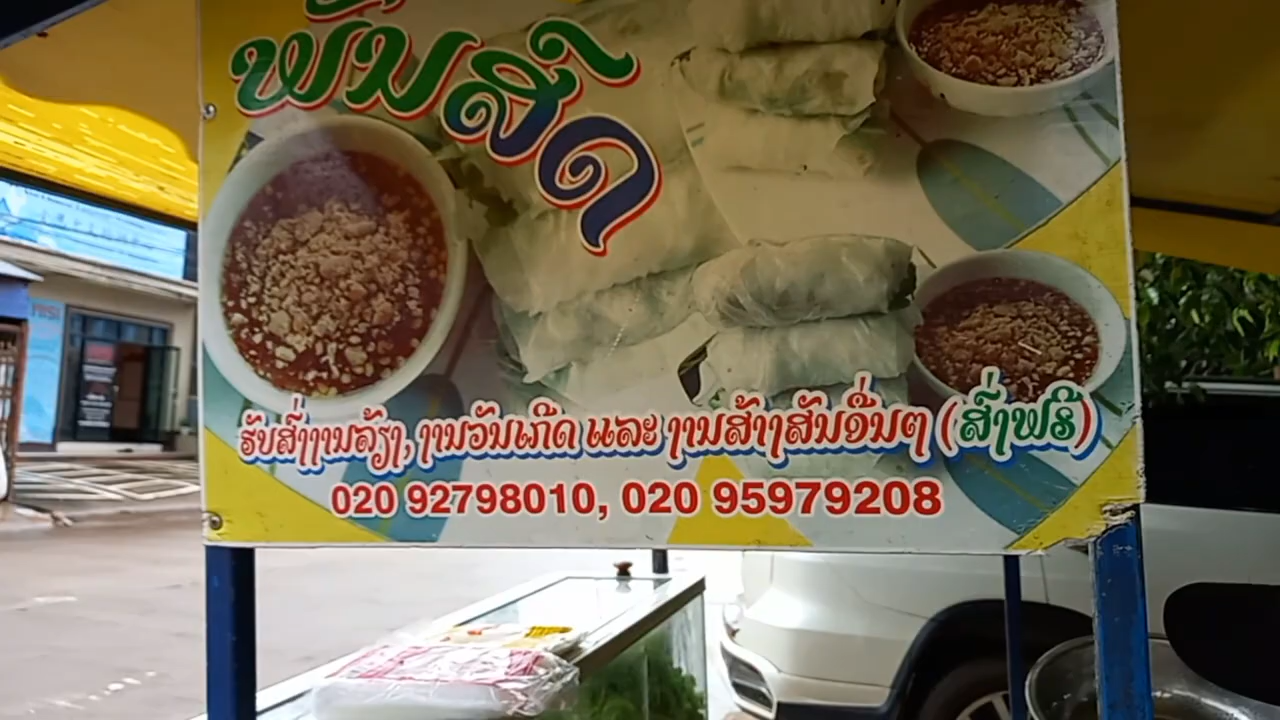 ພັນສົດ
ຮັບສົ່ງງານລ້ຽງ, ງານວັນເກີດ ແລະ ງານສ້າງສັນອື່ນໆ (ສົ່ງຟຣີ)
020 92798010, 020 95979208